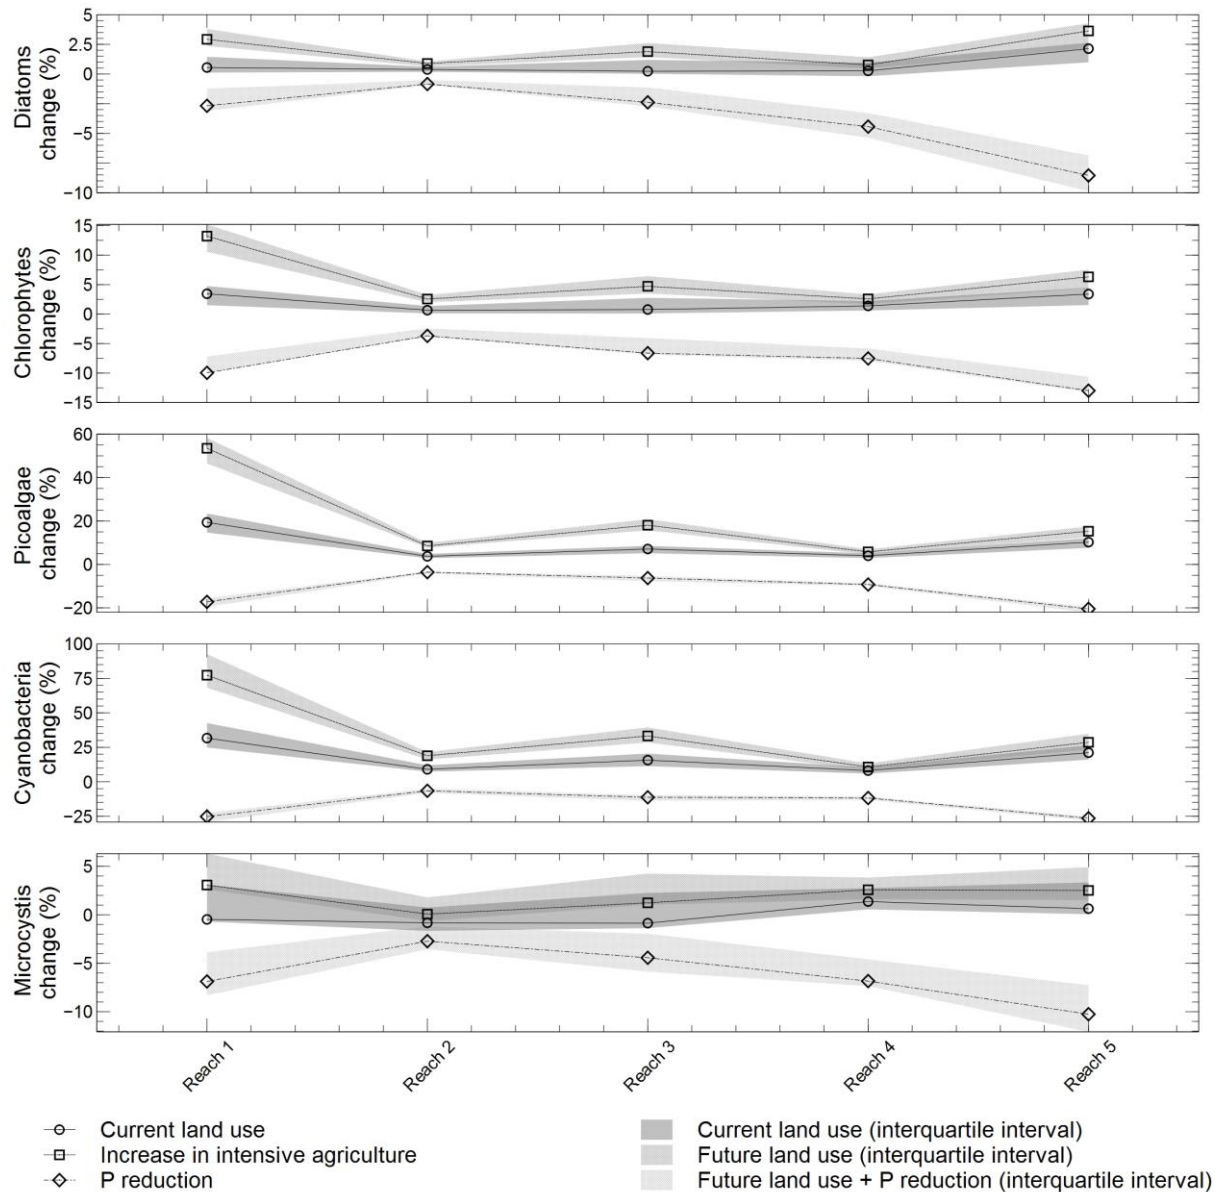 Diatoms
change (%)
5
2.5
0
−5
−10
Chlorophytes
change (%)
15
10
5
0
−5
−10
−15
Picoalgae
change (%)
60
40
20
0
−20
Cyanobacteria
change (%)
100
75
50
25
0
−25
Microcystis
change (%)
5
0
−5
−10
Reach 1
Reach 2
Reach 3
Reach 4
Reach 5
Current land use
Increase in intensive agriculture
P reduction
Current land use (interquartile interval)
Future land use (interquartile interval)
Future land use + P reduction (interquartile interval)